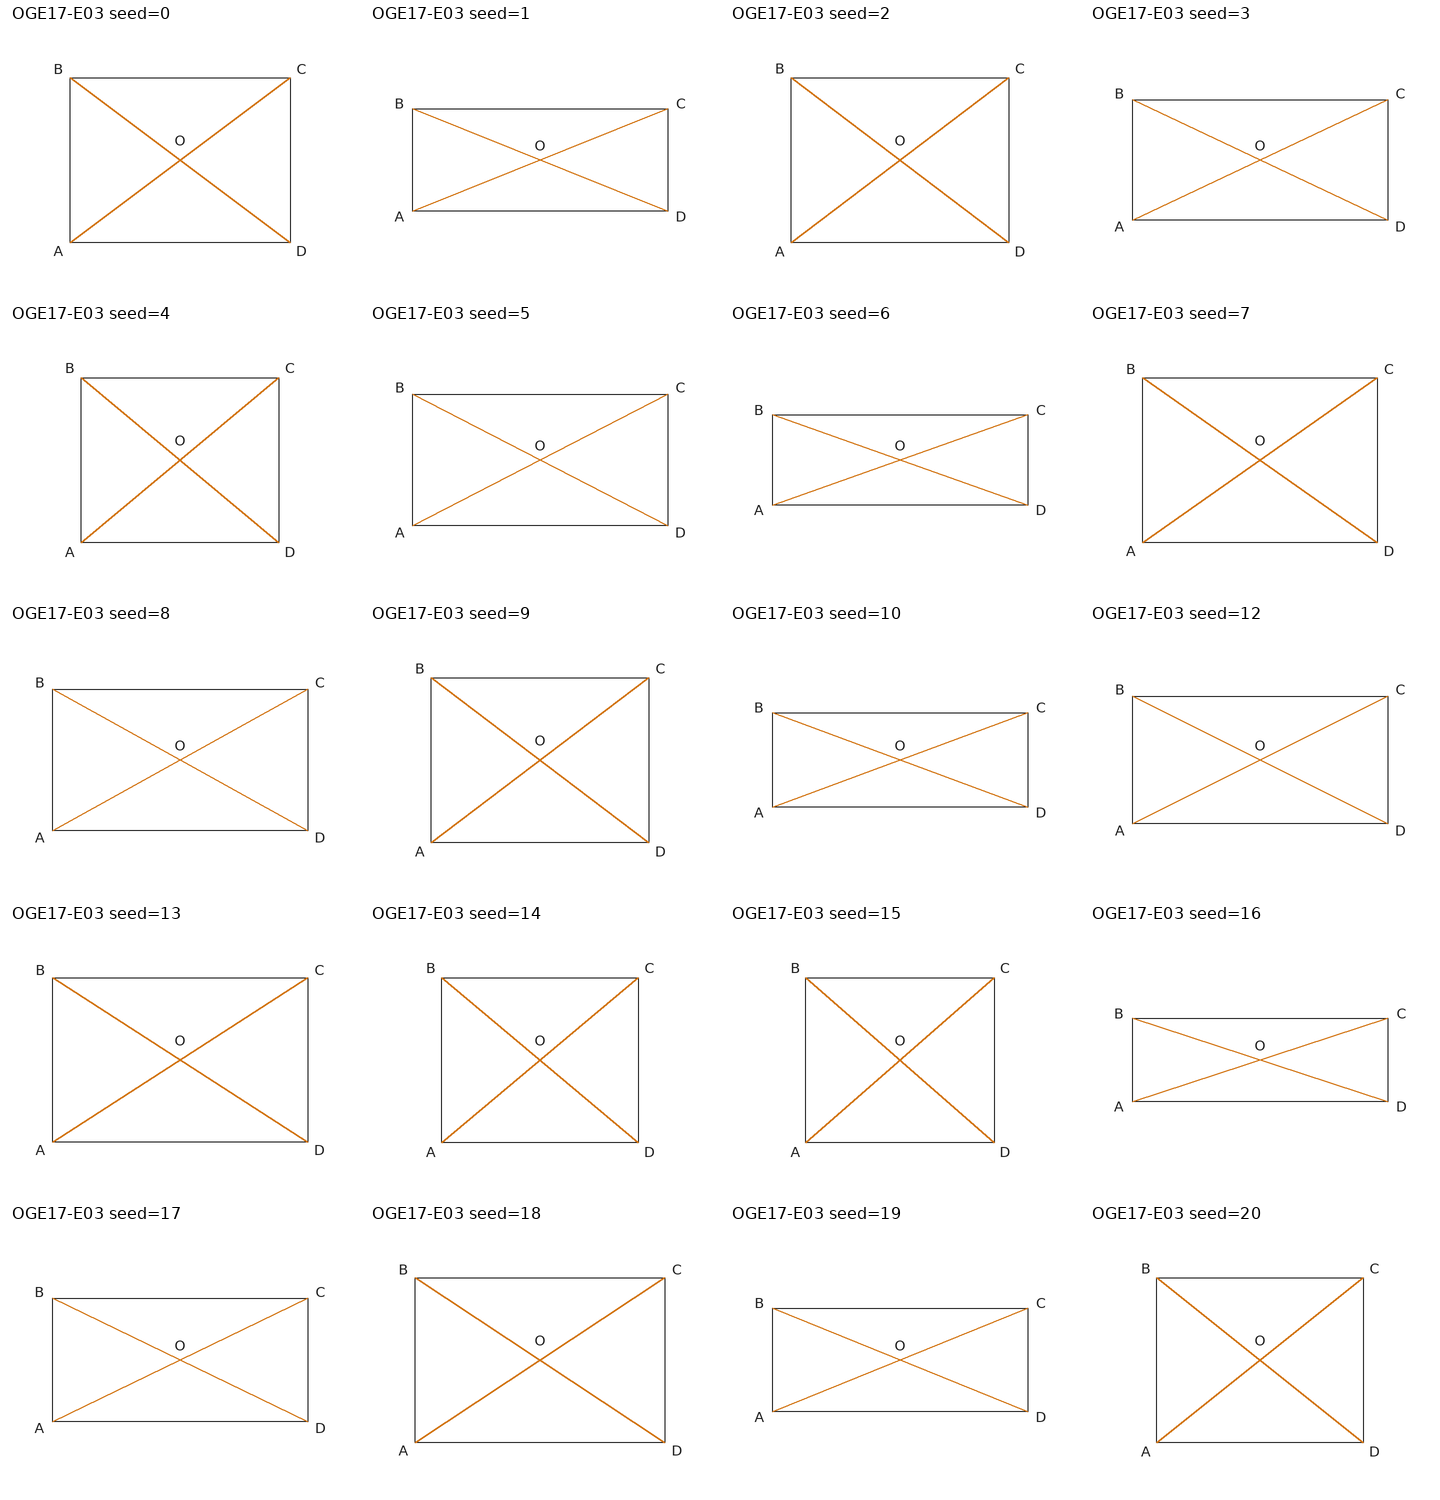 OGE17-E03 seed=0
B C
O
A D
OGE17-E03 seed=1
B C
O
A D
OGE17-E03 seed=2
B C
O
A D
OGE17-E03 seed=3
B C
O
A D
OGE17-E03 seed=4
B C
O
A D
OGE17-E03 seed=5
B C
O
A D
OGE17-E03 seed=6
B C
O
A D
OGE17-E03 seed=7
B C
O
A D
OGE17-E03 seed=8
B C
O
A D
OGE17-E03 seed=9
B C
O
A D
OGE17-E03 seed=10
B C
O
A D
OGE17-E03 seed=12
B C
O
A D
OGE17-E03 seed=13
B C
O
A D
OGE17-E03 seed=14
B C
O
A D
OGE17-E03 seed=15
B C
O
A D
OGE17-E03 seed=16
B C
O
A D
OGE17-E03 seed=17
B C
O
A D
OGE17-E03 seed=18
B C
O
A D
OGE17-E03 seed=19
B C
O
A D
OGE17-E03 seed=20
B C
O
A D